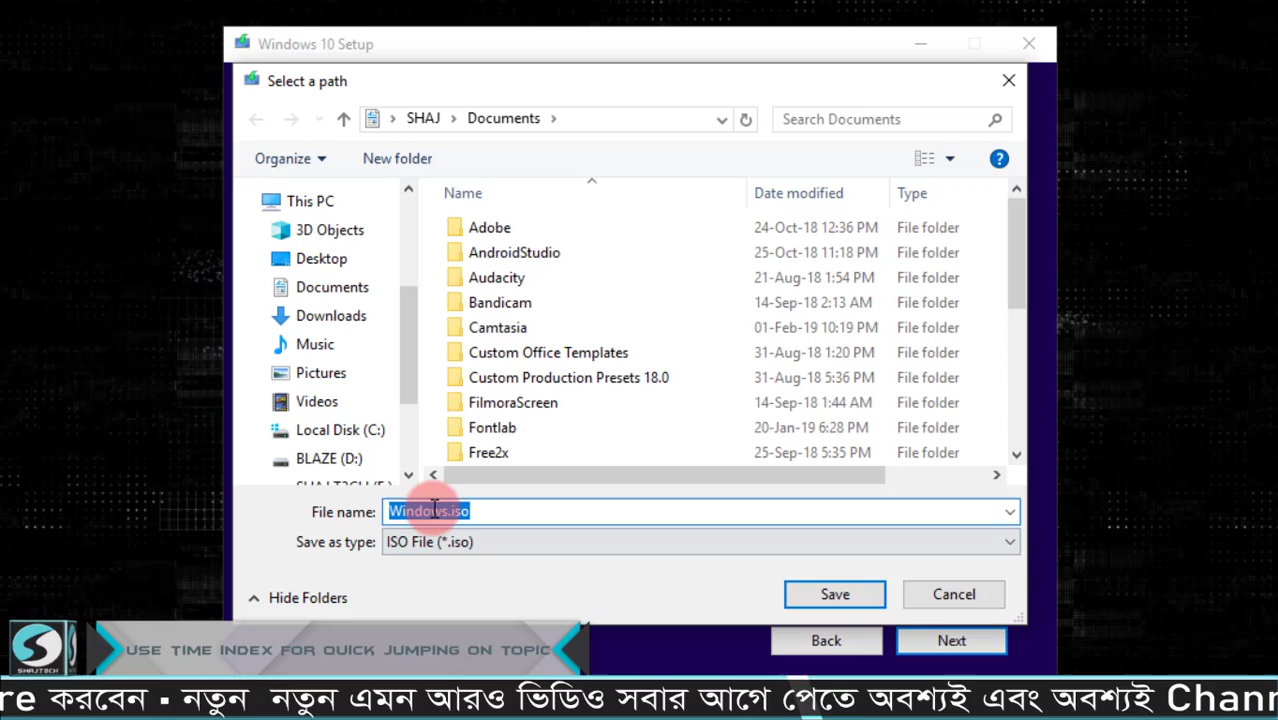 Windows 10 Setup
Select a path
SHAJ > Documents >
Search Documents
Organize
New folder
?
Name
Date modified
Type
This PC
3D Objects
Desktop
Documents
Downloads
Music
Pictures
Videos
Local Disk (C:)
BLAZE (D:)
Adobe 24-Oct-18 12:36 PM File folder
AndroidStudio 25-Oct-18 11:18 PM File folder
Audacity 21-Aug-18 1:54 PM File folder
Bandicam 14-Sep-18 2:13 AM File folder
Camtasia 01-Feb-19 10:19 PM File folder
Custom Office Templates 31-Aug-18 1:20 PM File folder
Custom Production Presets 18.0 31-Aug-18 5:36 PM File folder
FilmoraScreen 14-Sep-18 1:44 AM File folder
Fontlab 20-Jan-19 6:28 PM File folder
Free2x 25-Sep-18 5:35 PM File folder
File name: Windows.iso
Save as type: ISO File (*.iso)
Hide Folders
Save
Cancel
Back
Next
SHAJTECH
USE TIME INDEX FOR QUICK JUMPING ON TOPIC
re করবেন ▪ নতুন নতুন এমন আরও ভিডিও সবার আগে পেতে অবশ্যই এবং অবশ্যই Chann